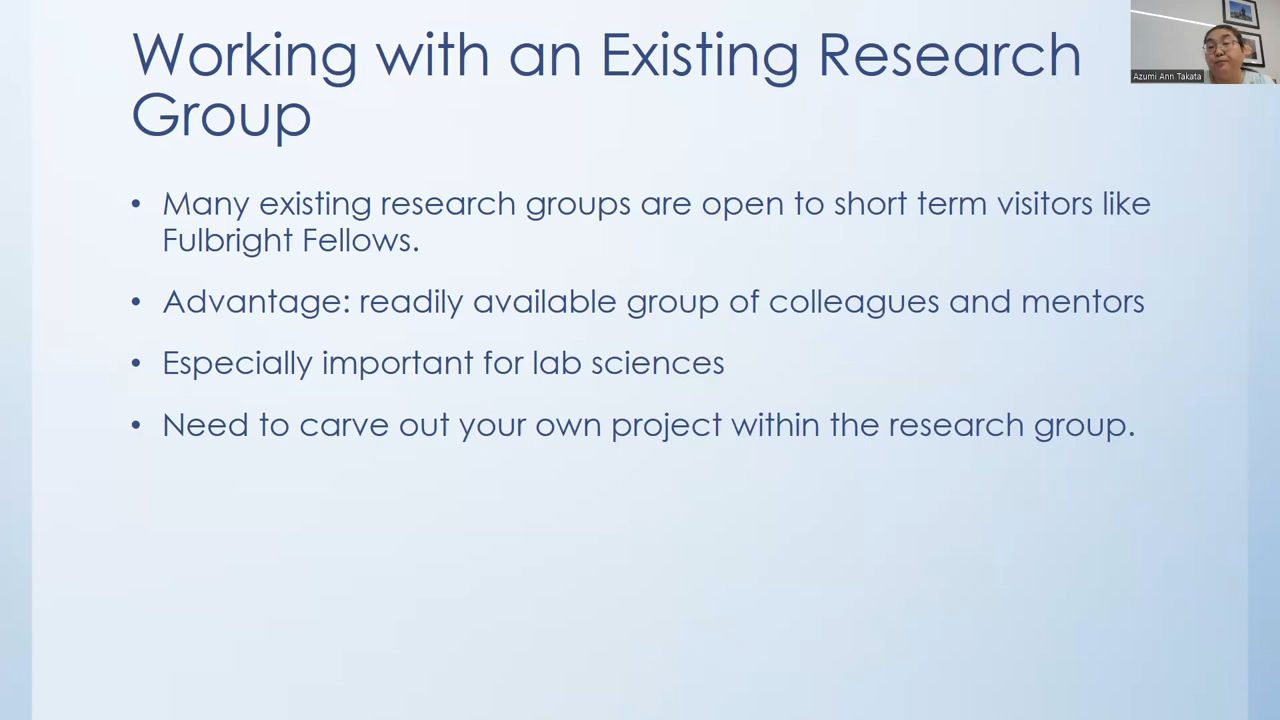 Working with an Existing Research
Group
Azumi Ann Takata
• Many existing research groups are open to short term visitors like
Fulbright Fellows.
• Advantage: readily available group of colleagues and mentors
• Especially important for lab sciences
• Need to carve out your own project within the research group.